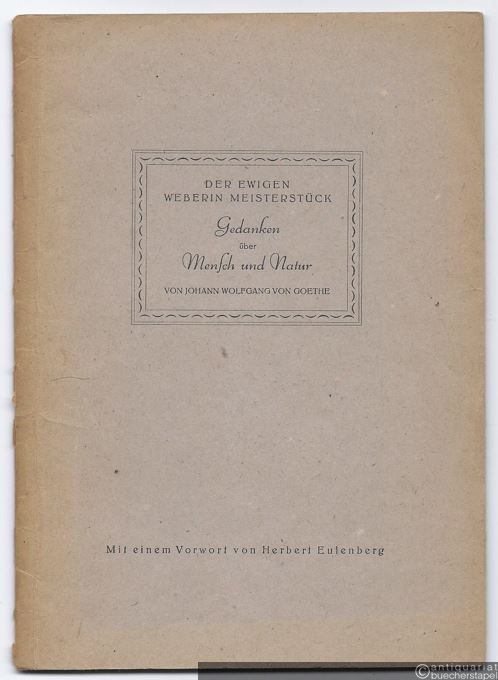 DER EWIGEN
WEBERIN MEISTERSTÜCK
Gedanken
über
Menſch und Natur
VON JOHANN WOLFGANG VON GOETHE
Mit einem Vorwort von Herbert Eulenberg
antiquariat
buecherstapel